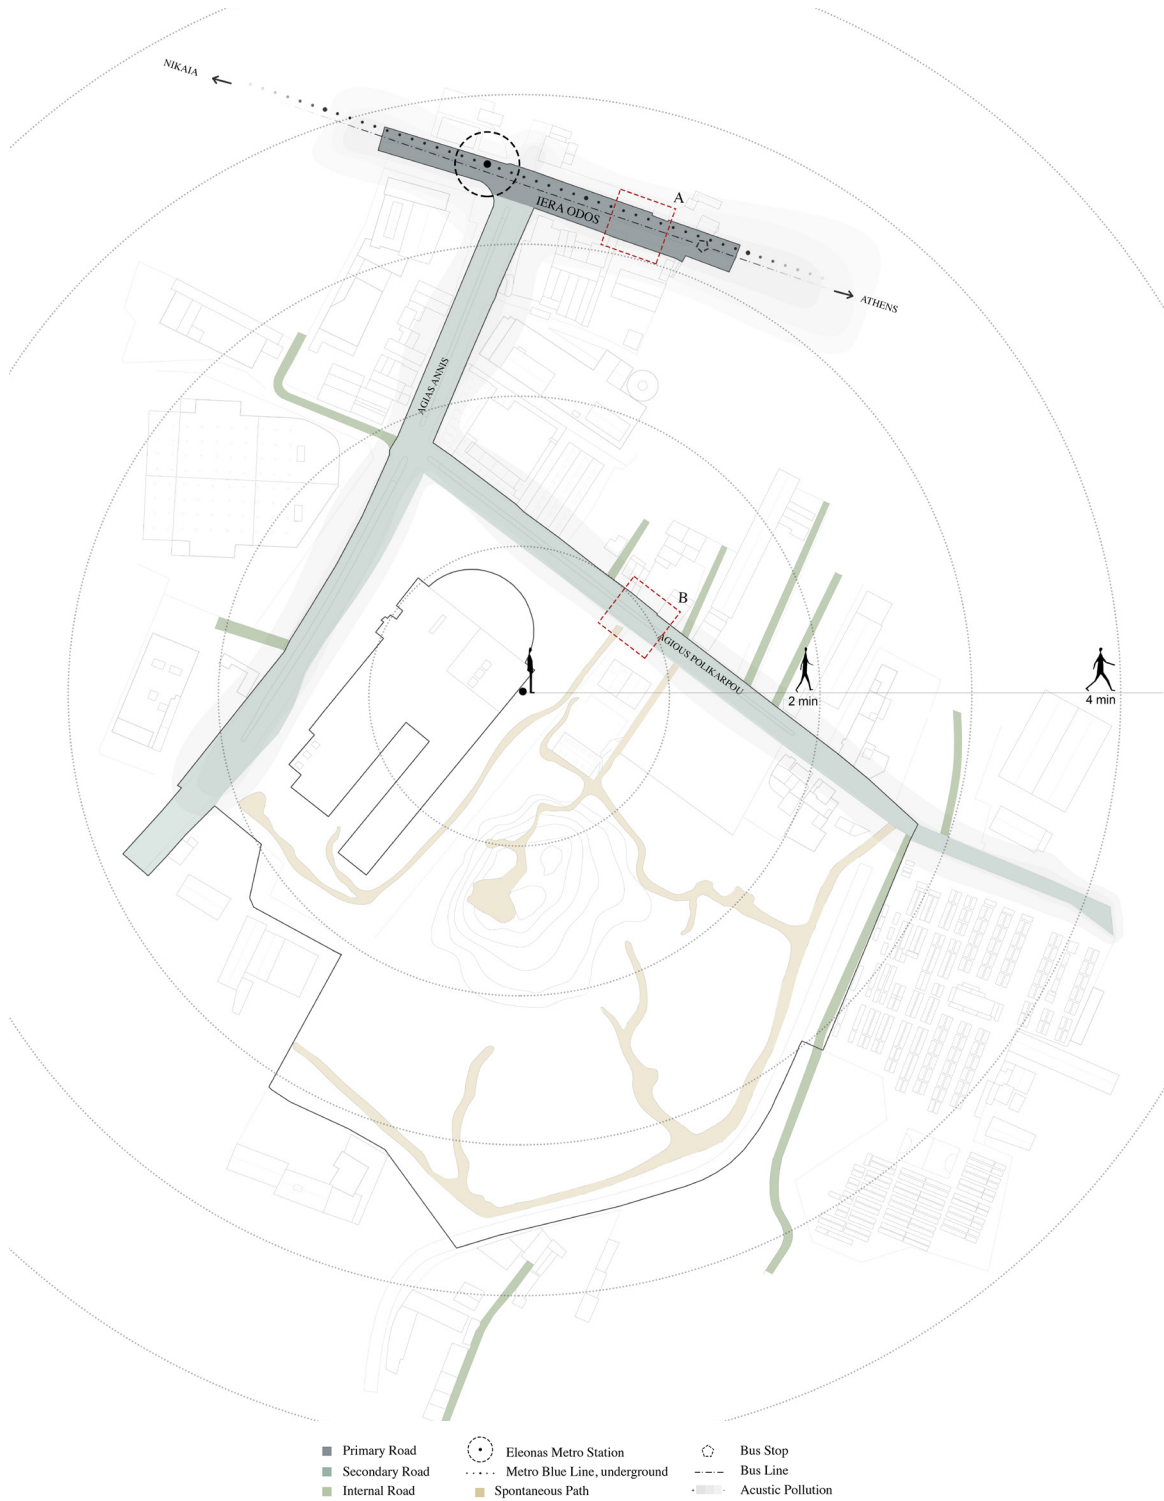 NIKAIA
A
IERA ODOS
ATHENS
AGIAS ANNIS
B
AGIOUS POLIKARPOU
2 min
4 min
Primary Road
Secondary Road
Internal Road
Eleonas Metro Station
Metro Blue Line, underground
Spontaneous Path
Bus Stop
Bus Line
Acustic Pollution